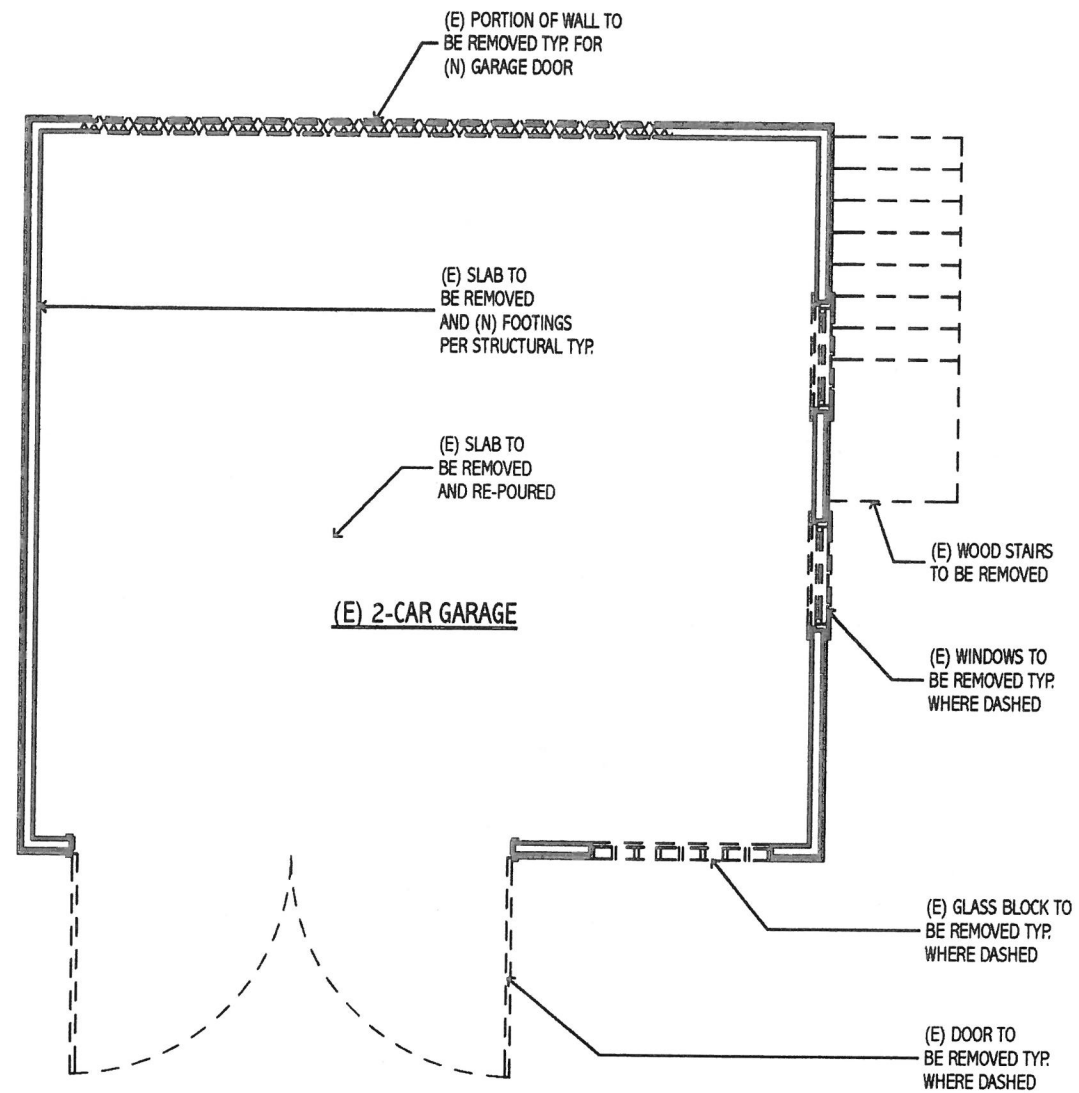 (E) PORTION OF WALL TO
BE REMOVED TYP. FOR
(N) GARAGE DOOR
(E) SLAB TO
BE REMOVED
AND (N) FOOTINGS
PER STRUCTURAL TYP.
(E) SLAB TO
BE REMOVED
AND RE-POURED
(E) 2-CAR GARAGE
(E) WOOD STAIRS
TO BE REMOVED
(E) WINDOWS TO
BE REMOVED TYP.
WHERE DASHED
(E) GLASS BLOCK TO
BE REMOVED TYP.
WHERE DASHED
(E) DOOR TO
BE REMOVED TYP.
WHERE DASHED